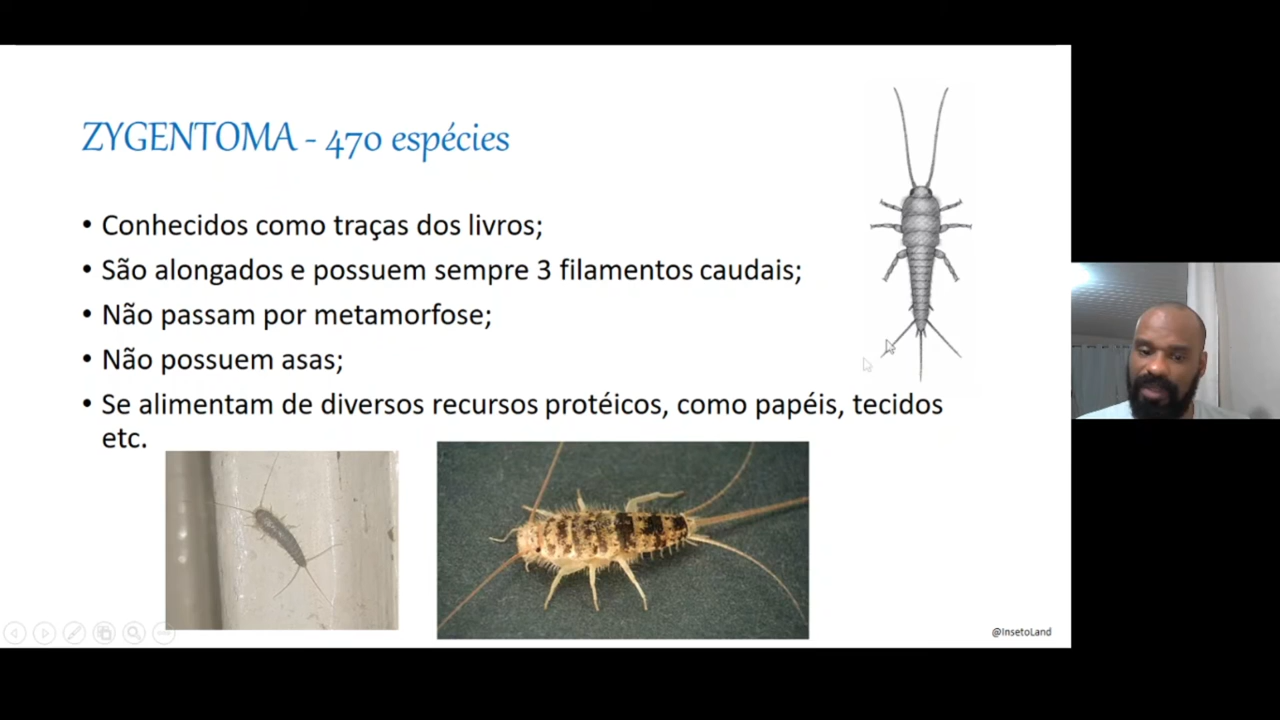 ZYGENTOMA - 470 espécies
• Conhecidos como traças dos livros;
• São alongados e possuem sempre 3 filamentos caudais;
• Não passam por metamorfose;
• Não possuem asas;
• Se alimentam de diversos recursos protéicos, como papéis, tecidos
etc.
@InsetoLand